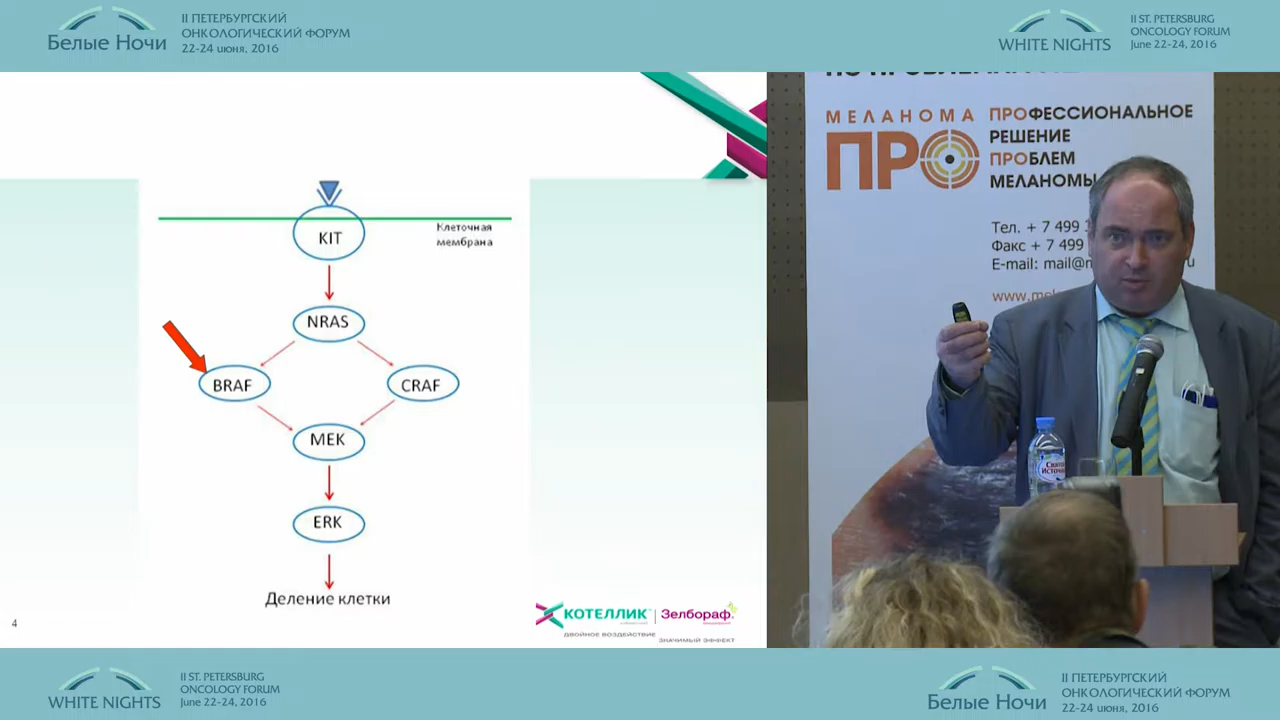 Белые Ночи
II ПЕТЕРБУРГСКИЙ
ОНКОЛОГИЧЕСКИЙ ФОРУМ
22-24 июня, 2016
WHITE NIGHTS
II ST. PETERSBURG
ONCOLOGY FORUM
June 22-24, 2016
KIT
Клеточная
мембрана
NRAS
BRAF
CRAF
MEK
ERK
Деление клетки
4
КОТЕЛЛИК
Зелбораф
ДВОЙНОЕ ВОЗДЕЙСТВИЕ
ЗНАЧИМЫЙ ЭФФЕКТ
МЕЛАНОМА
ПРО
ПРОФЕССИОНАЛЬНОЕ
РЕШЕНИЕ
ПРОБЛЕМ
МЕЛАНОМЫ
Тел. + 7 499
Факс + 7 499
E-mail: mail@
www.
Святой
Источник
WHITE NIGHTS
II ST. PETERSBURG
ONCOLOGY FORUM
June 22-24, 2016
Белые Ночи
II ПЕТЕРБУРГСКИЙ
ОНКОЛОГИЧЕСКИЙ ФОРУМ
22-24 июня, 2016